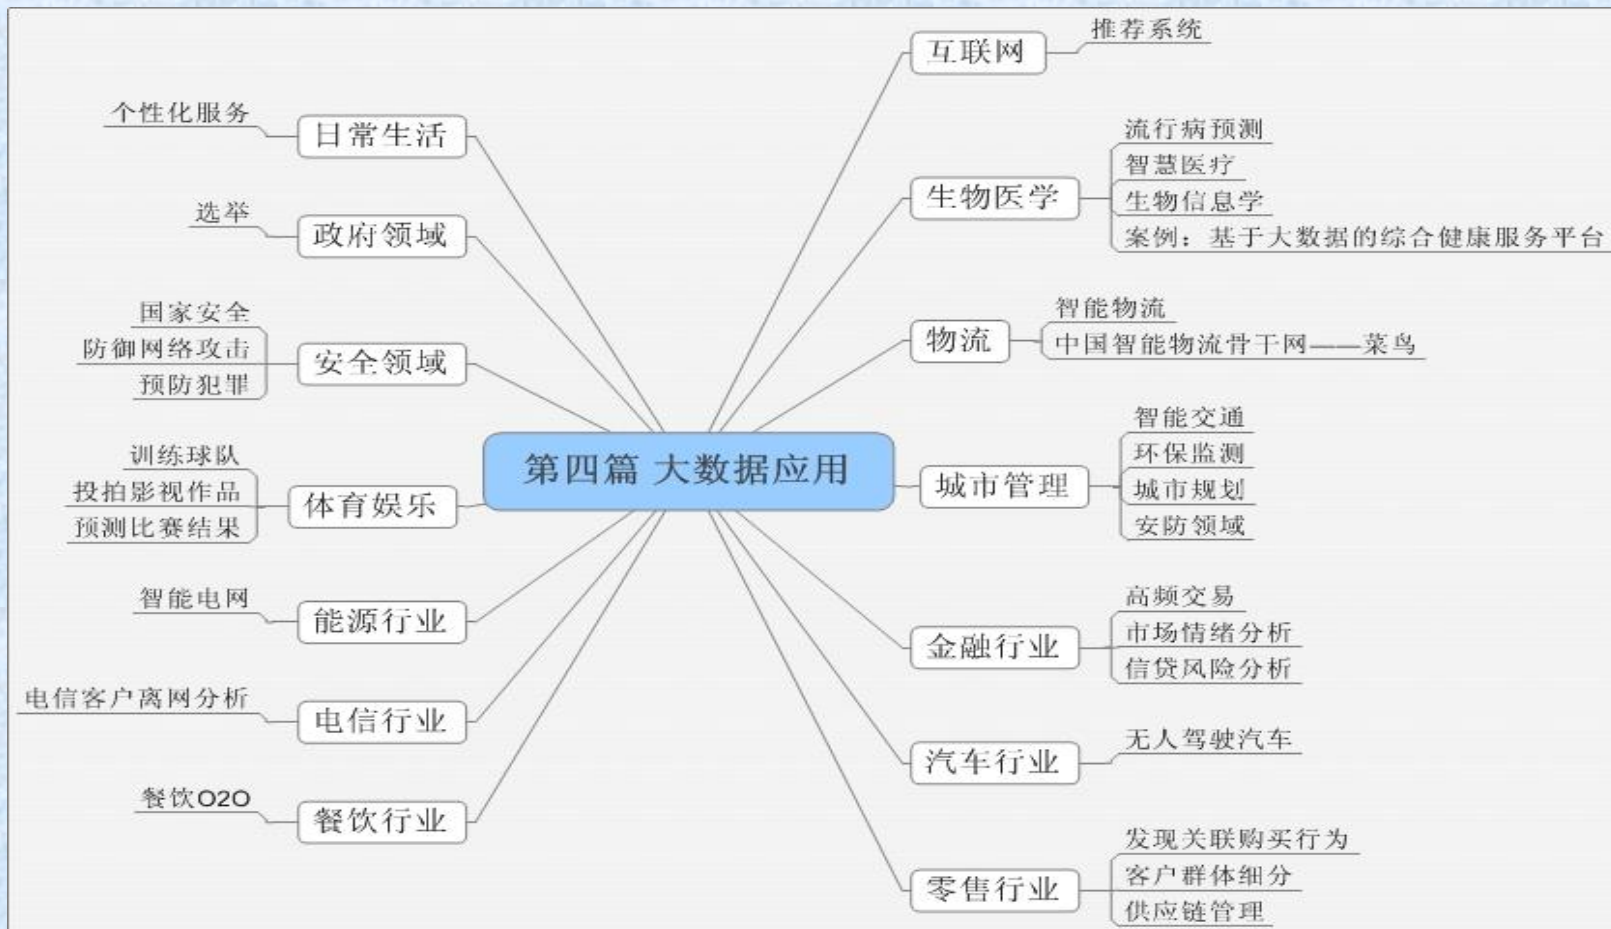 第四篇 大数据应用
互联网
推荐系统
生物医学
流行病预测
智慧医疗
生物信息学
案例：基于大数据的综合健康服务平台
物流
智能物流
中国智能物流骨干网——菜鸟
城市管理
智能交通
环保监测
城市规划
安防领域
金融行业
高频交易
市场情绪分析
信贷风险分析
汽车行业
无人驾驶汽车
零售行业
发现关联购买行为
客户群体细分
供应链管理
日常生活
个性化服务
政府领域
选举
安全领域
国家安全
防御网络攻击
预防犯罪
体育娱乐
训练球队
投拍影视作品
预测比赛结果
能源行业
智能电网
电信行业
电信客户离网分析
餐饮行业
餐饮O2O